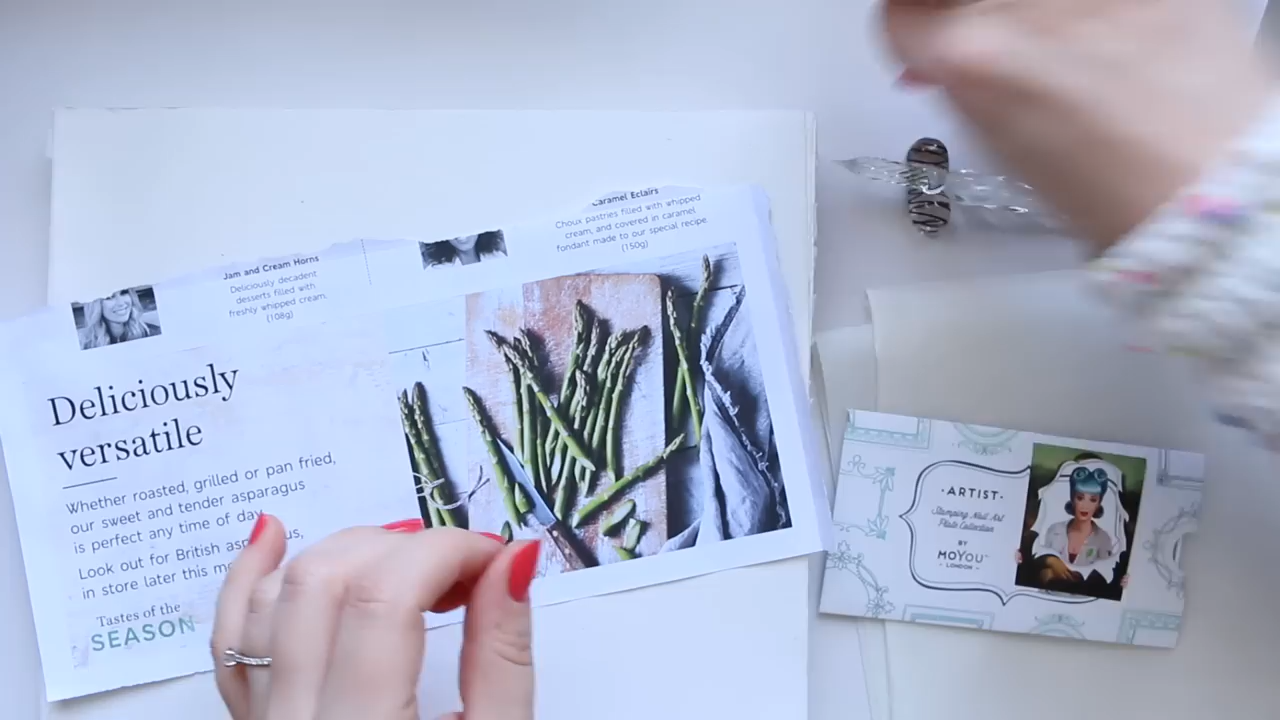 Caramel Eclairs
Choux pastries filled with whipped
cream, and covered in caramel
fondant made to our special recipe.
(150g)
Jam and Cream Horns
Deliciously decadent
desserts filled with
freshly whipped cream.
(108g)
Deliciously
versatile
Whether roasted, grilled or pan fried,
our sweet and tender asparagus
is perfect any time of day.
Look out for British
in store later this
Tastes of the
SEASON
·ARTIST·
Stamping Nail Art
Plate Collection
BY
MOYOU
· LONDON ·